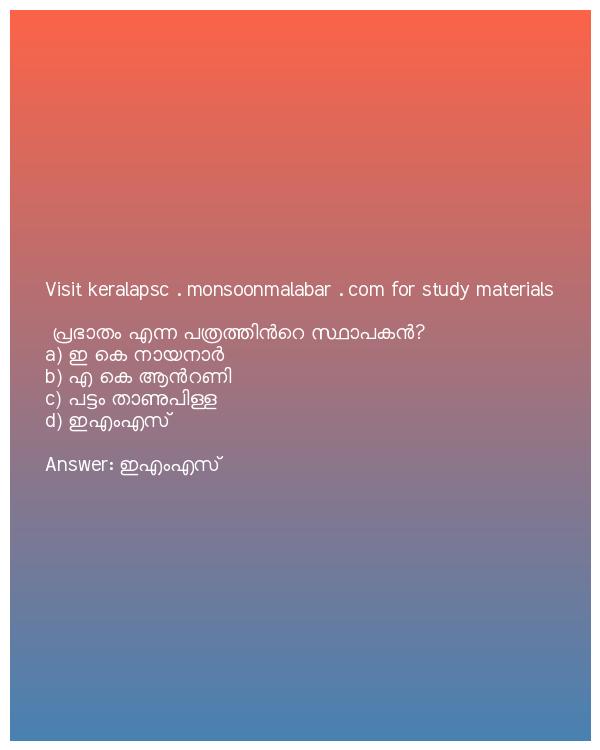 Visit keralapsc . monsoonmalabar . com for study materials
പ്രഭാതം എന്ന പത്രത്തിൻറെ സ്ഥാപകൻ?
a) ഇ കെ നായനാർ
b) എ കെ ആൻറണി
c) പട്ടം താണുപിള്ള
d) ഇഎംഎസ്
Answer: ഇഎംഎസ്